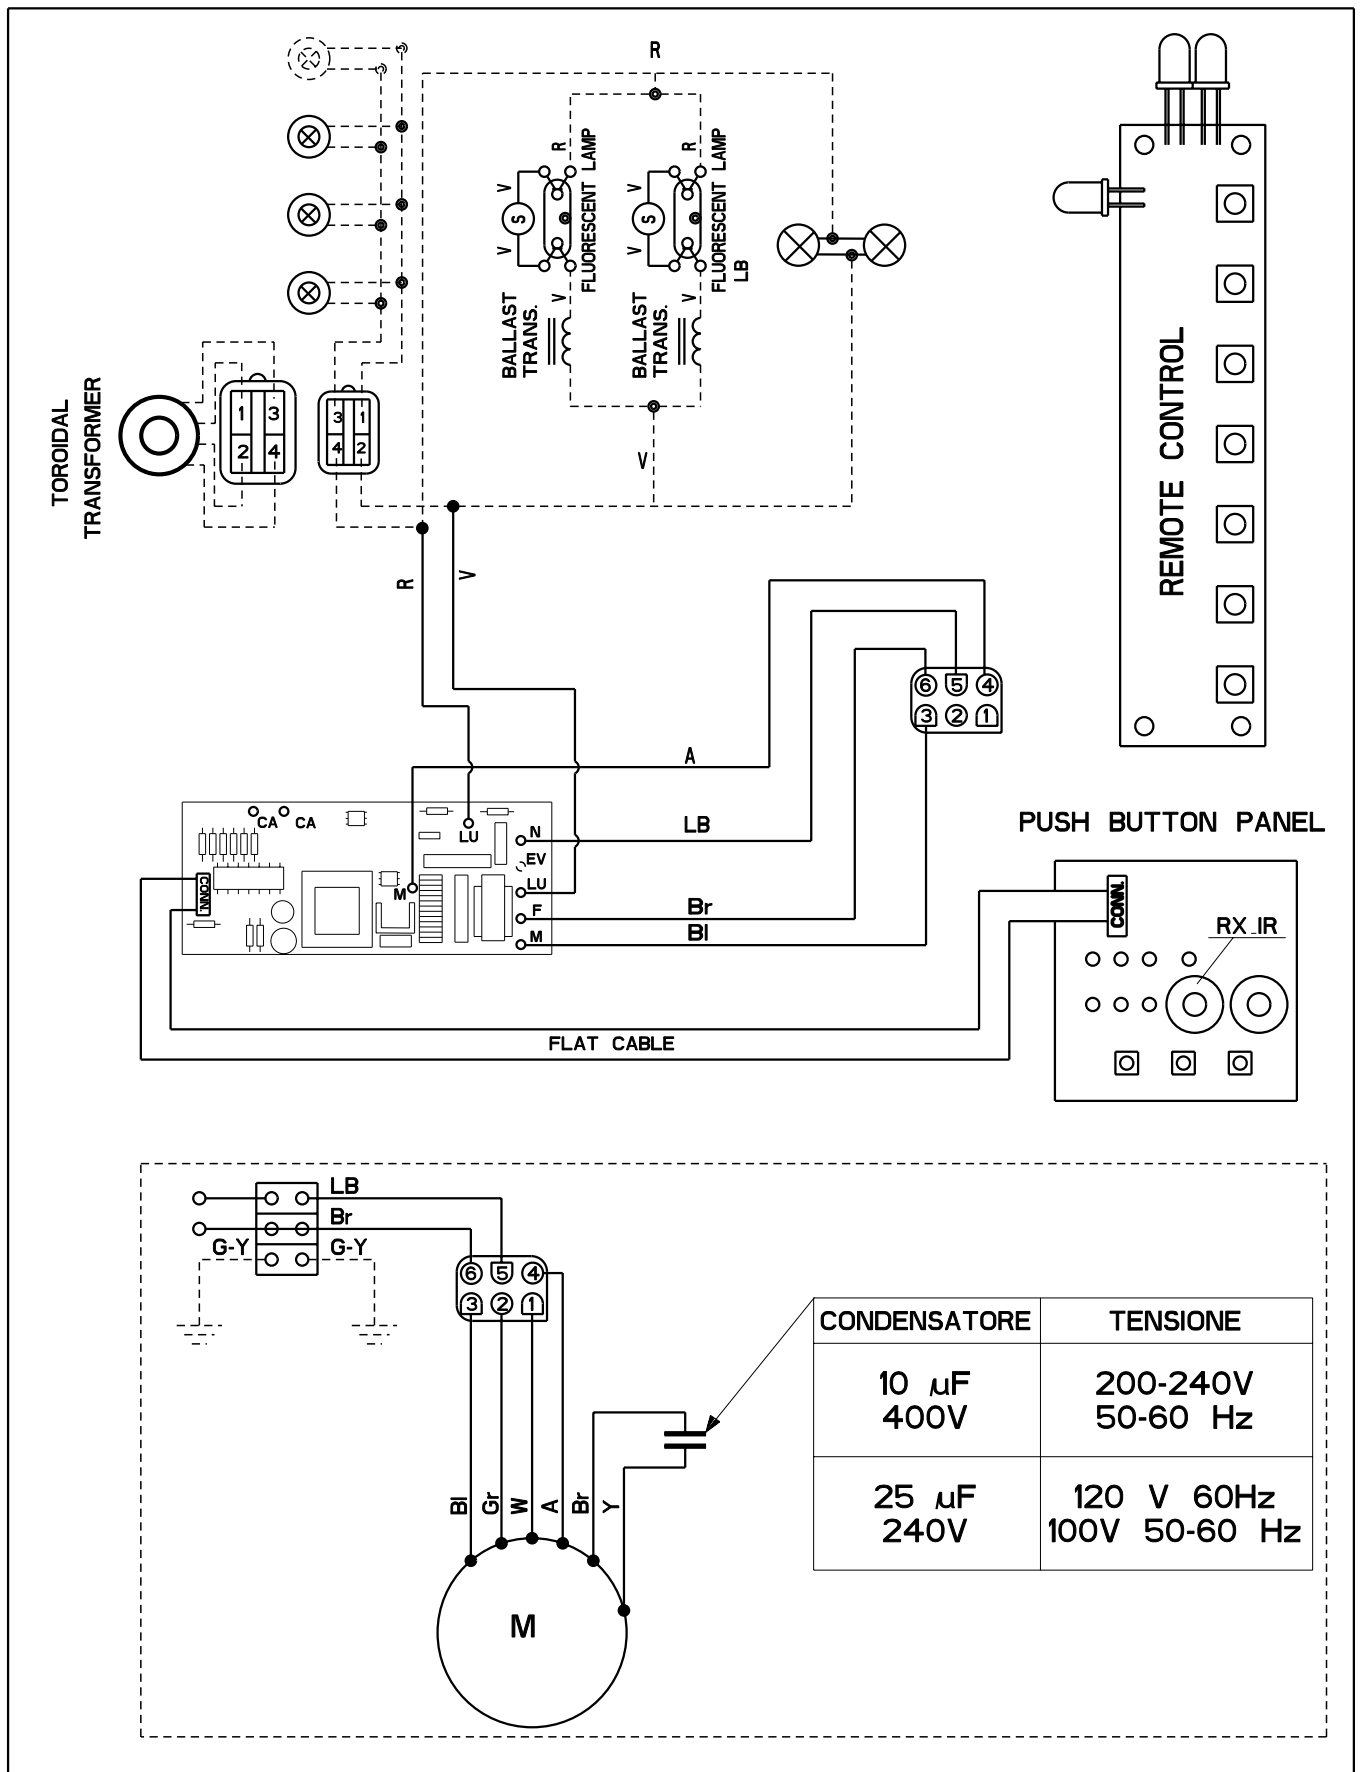 R
R
FLUORESCENT LAMP
V
V
S
V
BALLAST
TRANS.
R
FLUORESCENT LAMP
LB
V
V
S
V
BALLAST
TRANS.
V
TOROIDAL
TRANSFORMER
1 3
2 4
3 1
4 2
R
V
REMOTE CONTROL
6 5 4
3 2 1
A
LB
Br
Bl
CA CA
LU
N
EV
LU
F
M
M
CONN.
FLAT CABLE
PUSH BUTTON PANEL
CONN.
RX_IR
LB
Br
G-Y G-Y
6 5 4
3 2 1
Bl Gr W A Br Y
M
CONDENSATORE TENSIONE
10 µF 200-240V
400V 50-60 Hz
25 µF 120 V 60Hz
240V 100V 50-60 Hz